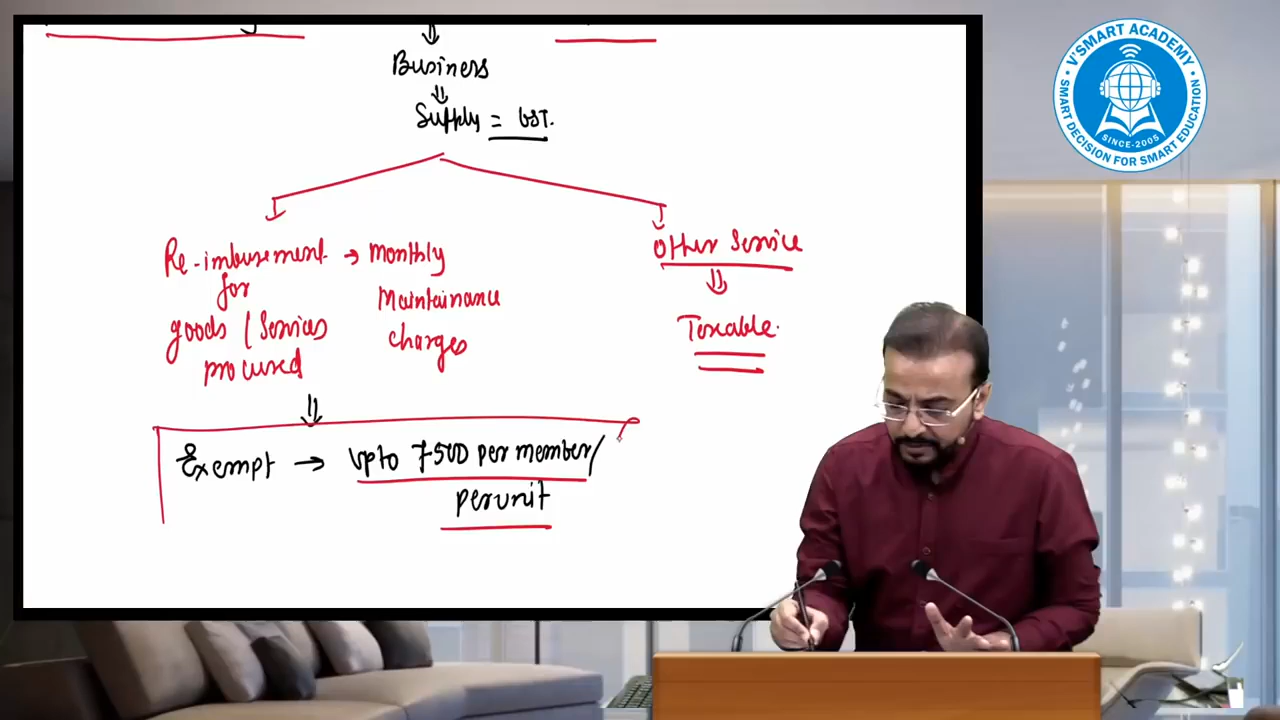 Business
Supply = GST.
Re-imbursement → Monthly
for
goods / Services
procured
Maintainance
charges
Other Service
Taxable.
Exempt → upto 7500 per member/
per unit
V'SMART ACADEMY
SINCE-2005
SMART DECISION FOR SMART EDUCATION